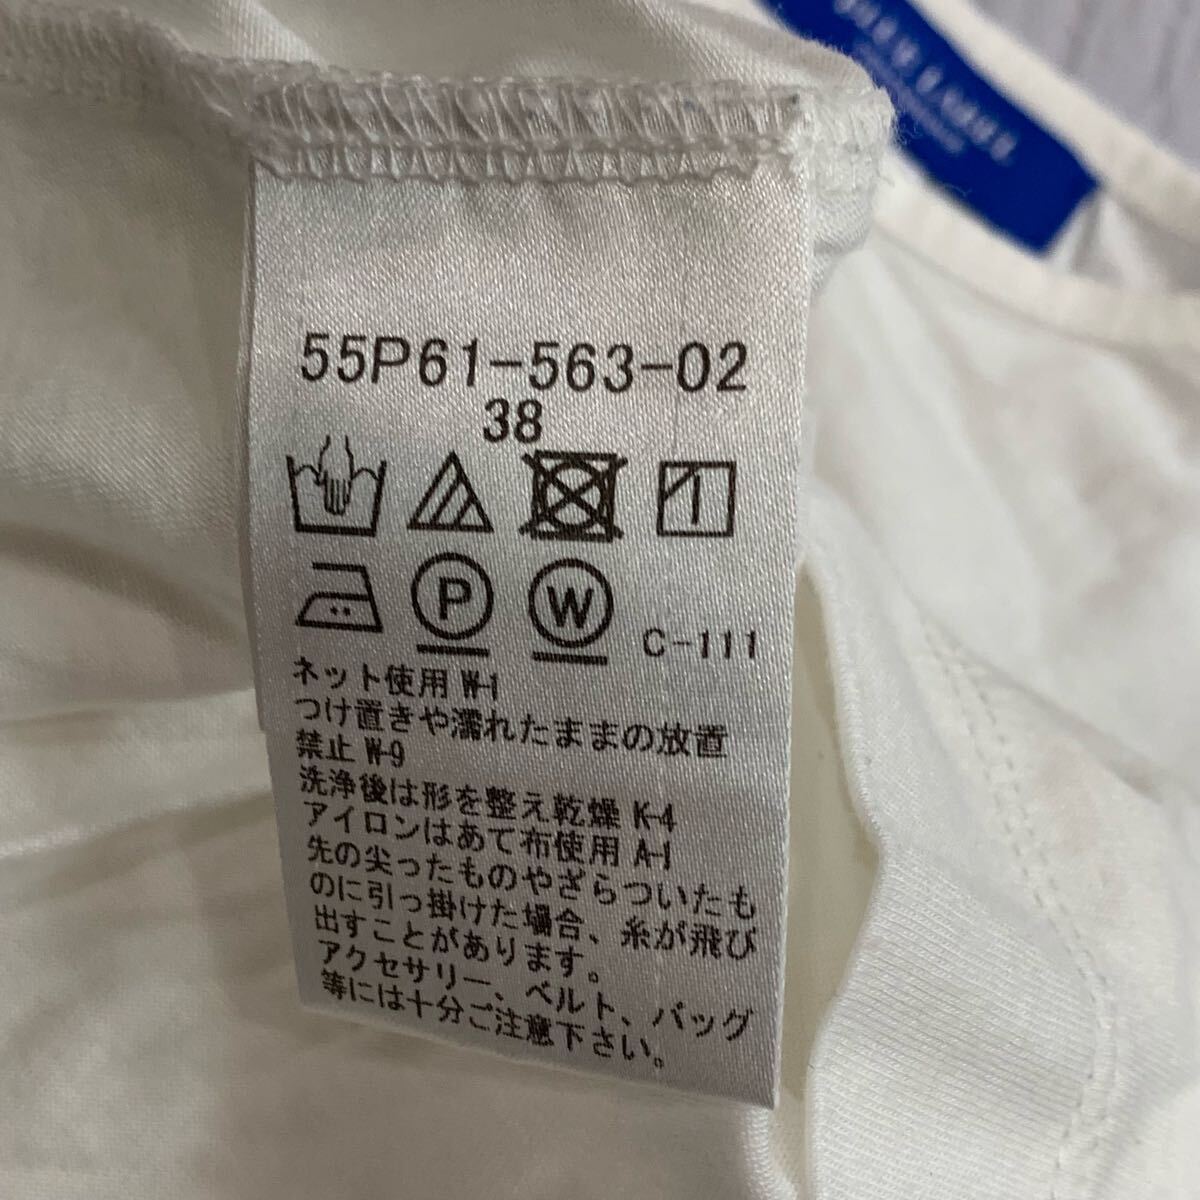 BLUE LABEL
55P61-563-02
38
P W C-111
ネット使用 W-1
つけ置きや濡れたままの放置
禁止 W-9
洗浄後は形を整え乾燥 K-4
アイロンはあて布使用 A-1
先の尖ったものやざらついたも
のに引っ掛けた場合、糸が飛び
出すことがあります。
アクセサリー、ベルト、バッグ
等には十分ご注意下さい。